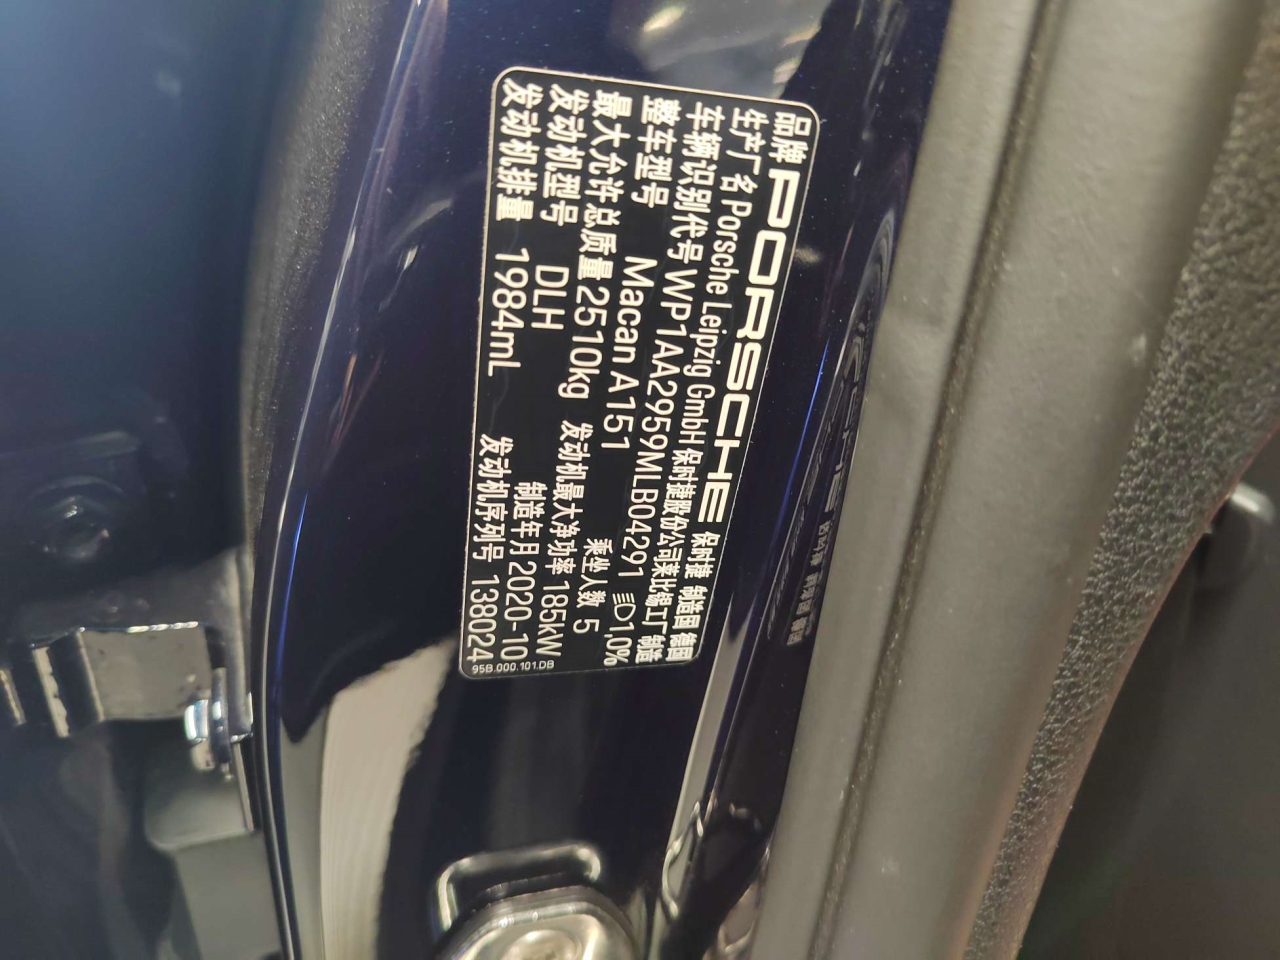 品牌 PORSCHE 保时捷 制造国 德国
生产厂名 Porsche Leipzig GmbH 保时捷股份公司莱比锡工厂 制造
车辆识别代号 WP1AA2959MLB04291 1,0%
整车型号 Macan A151 乘坐人数 5
最大允许总质量 2510kg 发动机最大净功率 185kW
发动机型号 DLH 制造年月 2020-10
发动机排量 1984mL 发动机序列号 138024
95B.000.101.DB